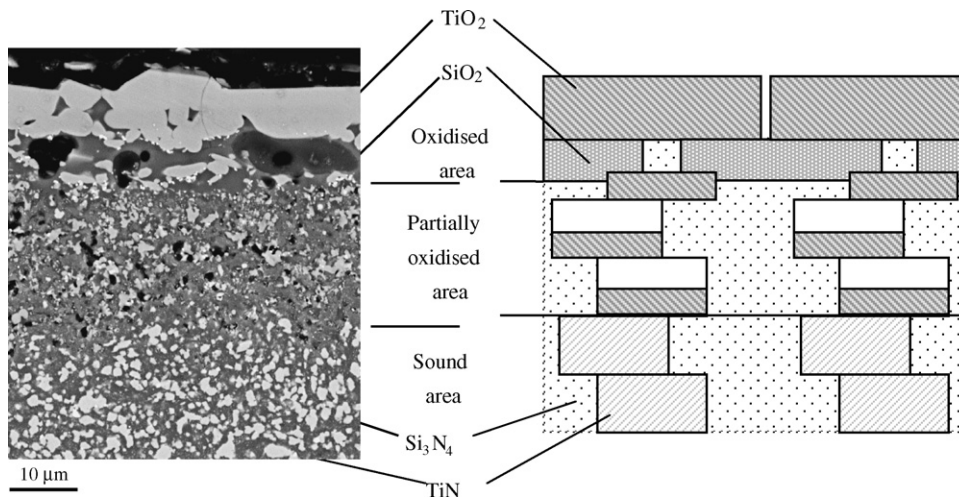 TiO₂
SiO₂
Oxidised
area
Partially
oxidised
area
Sound
area
Si₃N₄
TiN
10 µm